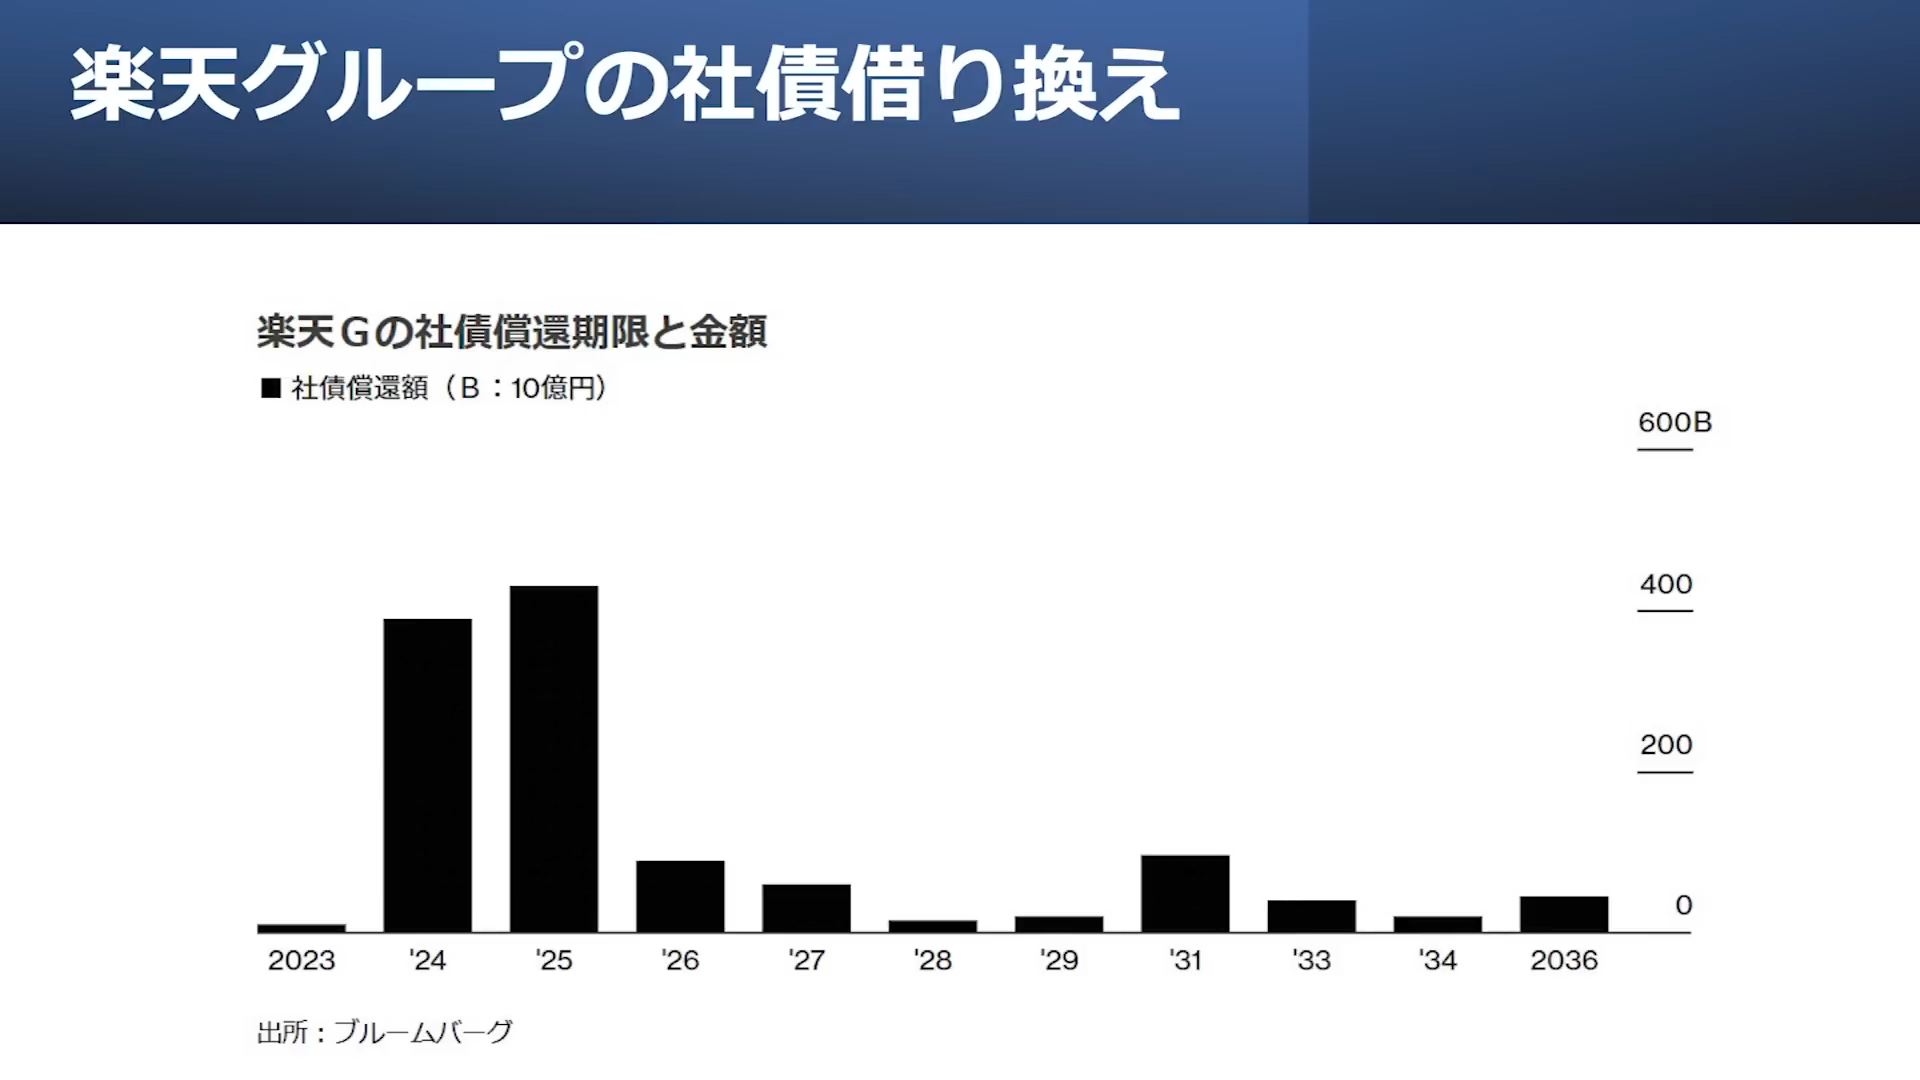 楽天グループの社債借り換え
楽天Ｇの社債償還期限と金額
■ 社債償還額（Ｂ：10億円）
600B
400
200
0
2023 '24 '25 '26 '27 '28 '29 '31 '33 '34 2036
出所：ブルームバーグ